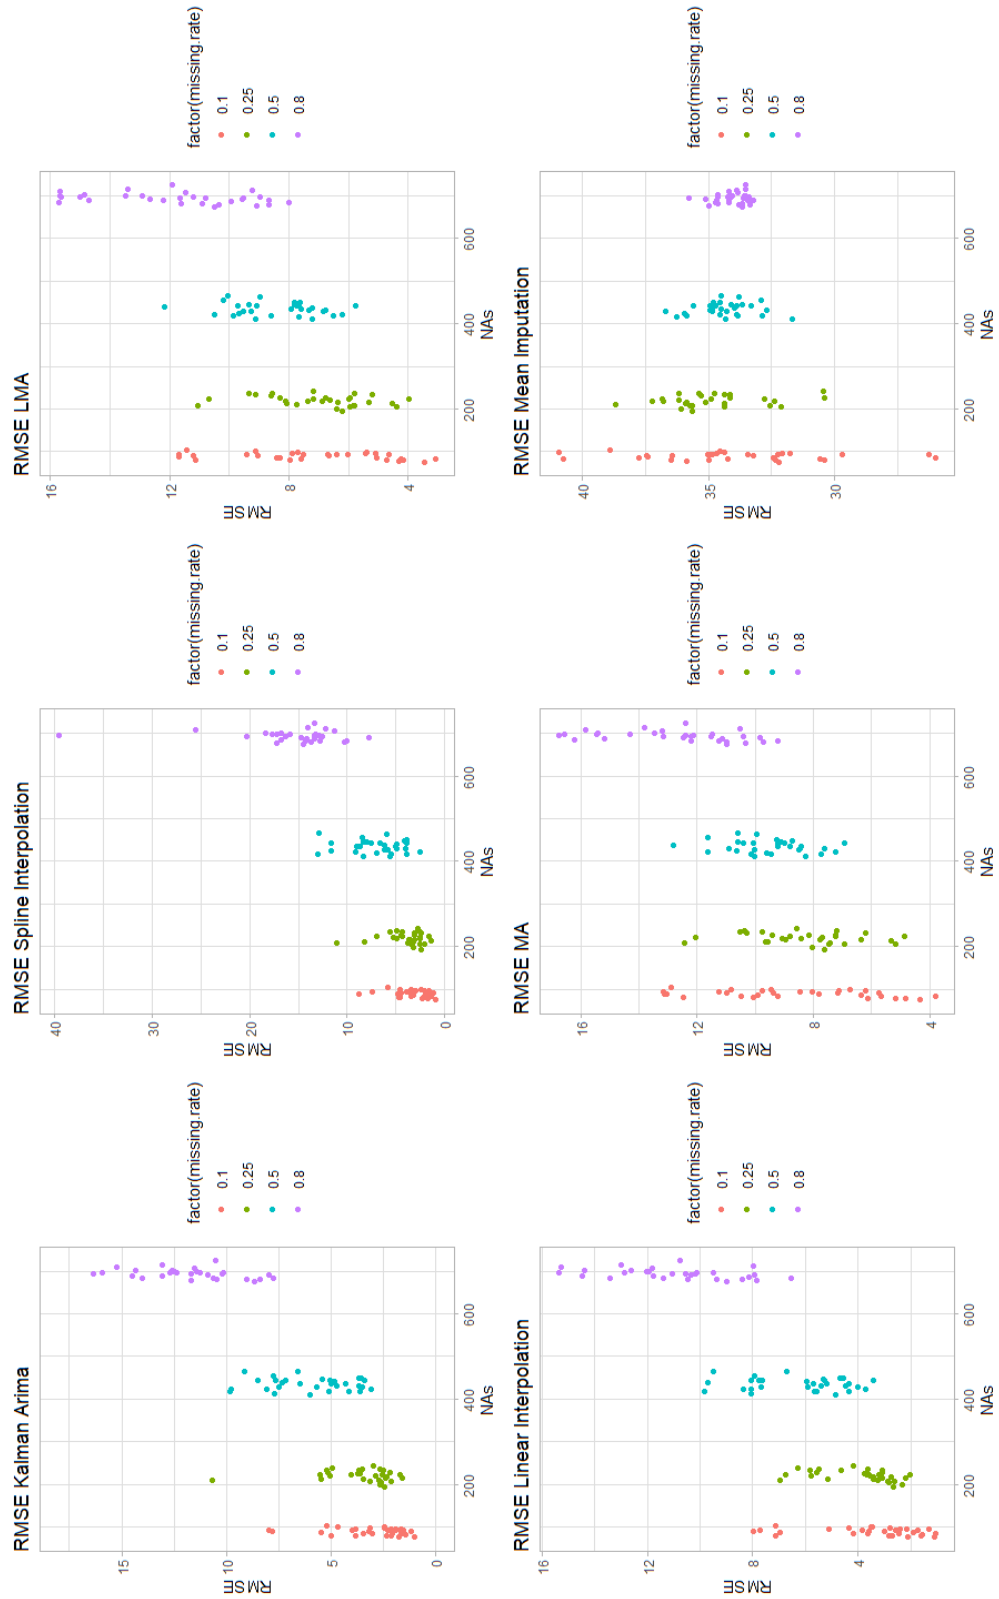 RMSE Kalman Arima
RMSE
15
10
5
0
200
400
600
NAs
factor(missing.rate)
0.1
0.25
0.5
0.8
RMSE Spline Interpolation
RMSE
40
30
20
10
0
200
400
600
NAs
factor(missing.rate)
0.1
0.25
0.5
0.8
RMSE LMA
RMSE
16
12
8
4
200
400
600
NAs
factor(missing.rate)
0.1
0.25
0.5
0.8
RMSE Linear Interpolation
RMSE
16
12
8
4
200
400
600
NAs
factor(missing.rate)
0.1
0.25
0.5
0.8
RMSE MA
RMSE
16
12
8
4
200
400
600
NAs
factor(missing.rate)
0.1
0.25
0.5
0.8
RMSE Mean Imputation
RMSE
40
35
30
200
400
600
NAs
factor(missing.rate)
0.1
0.25
0.5
0.8